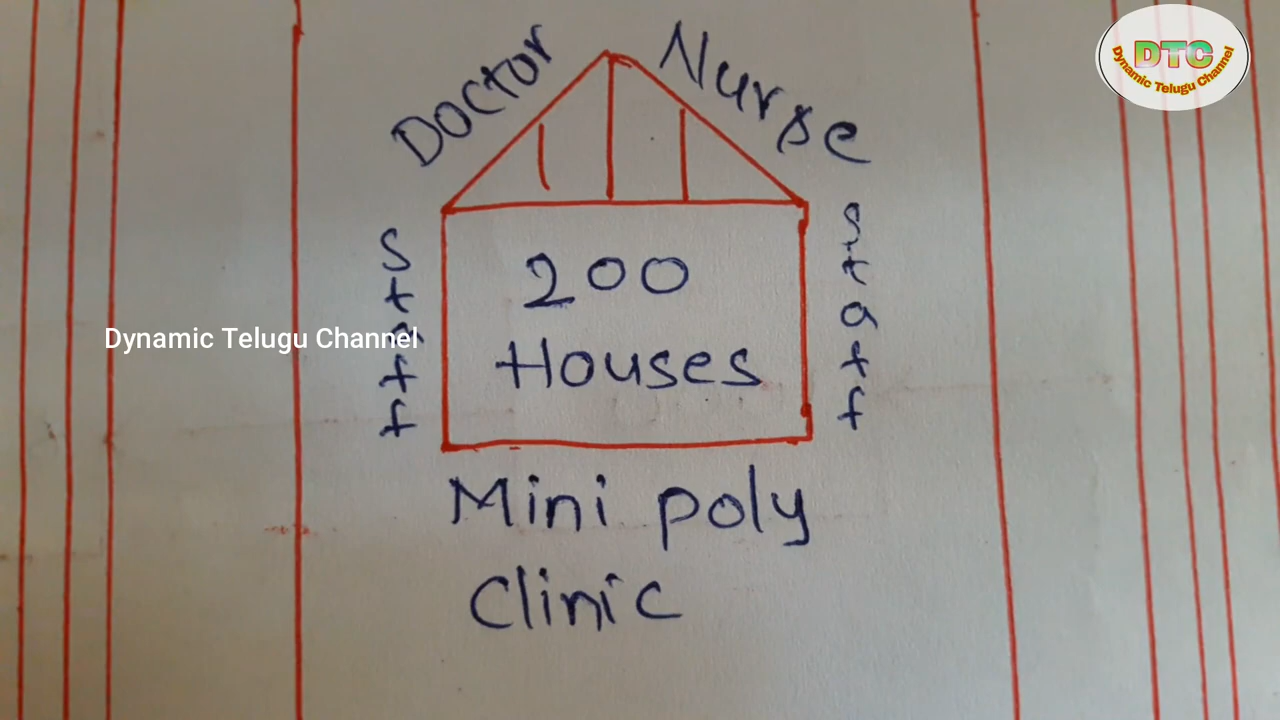 DTC
Dynamic Telugu Channel
Doctor
Nurse
Staff
Staff
200
Houses
Dynamic Telugu Channel
Mini poly
Clinic